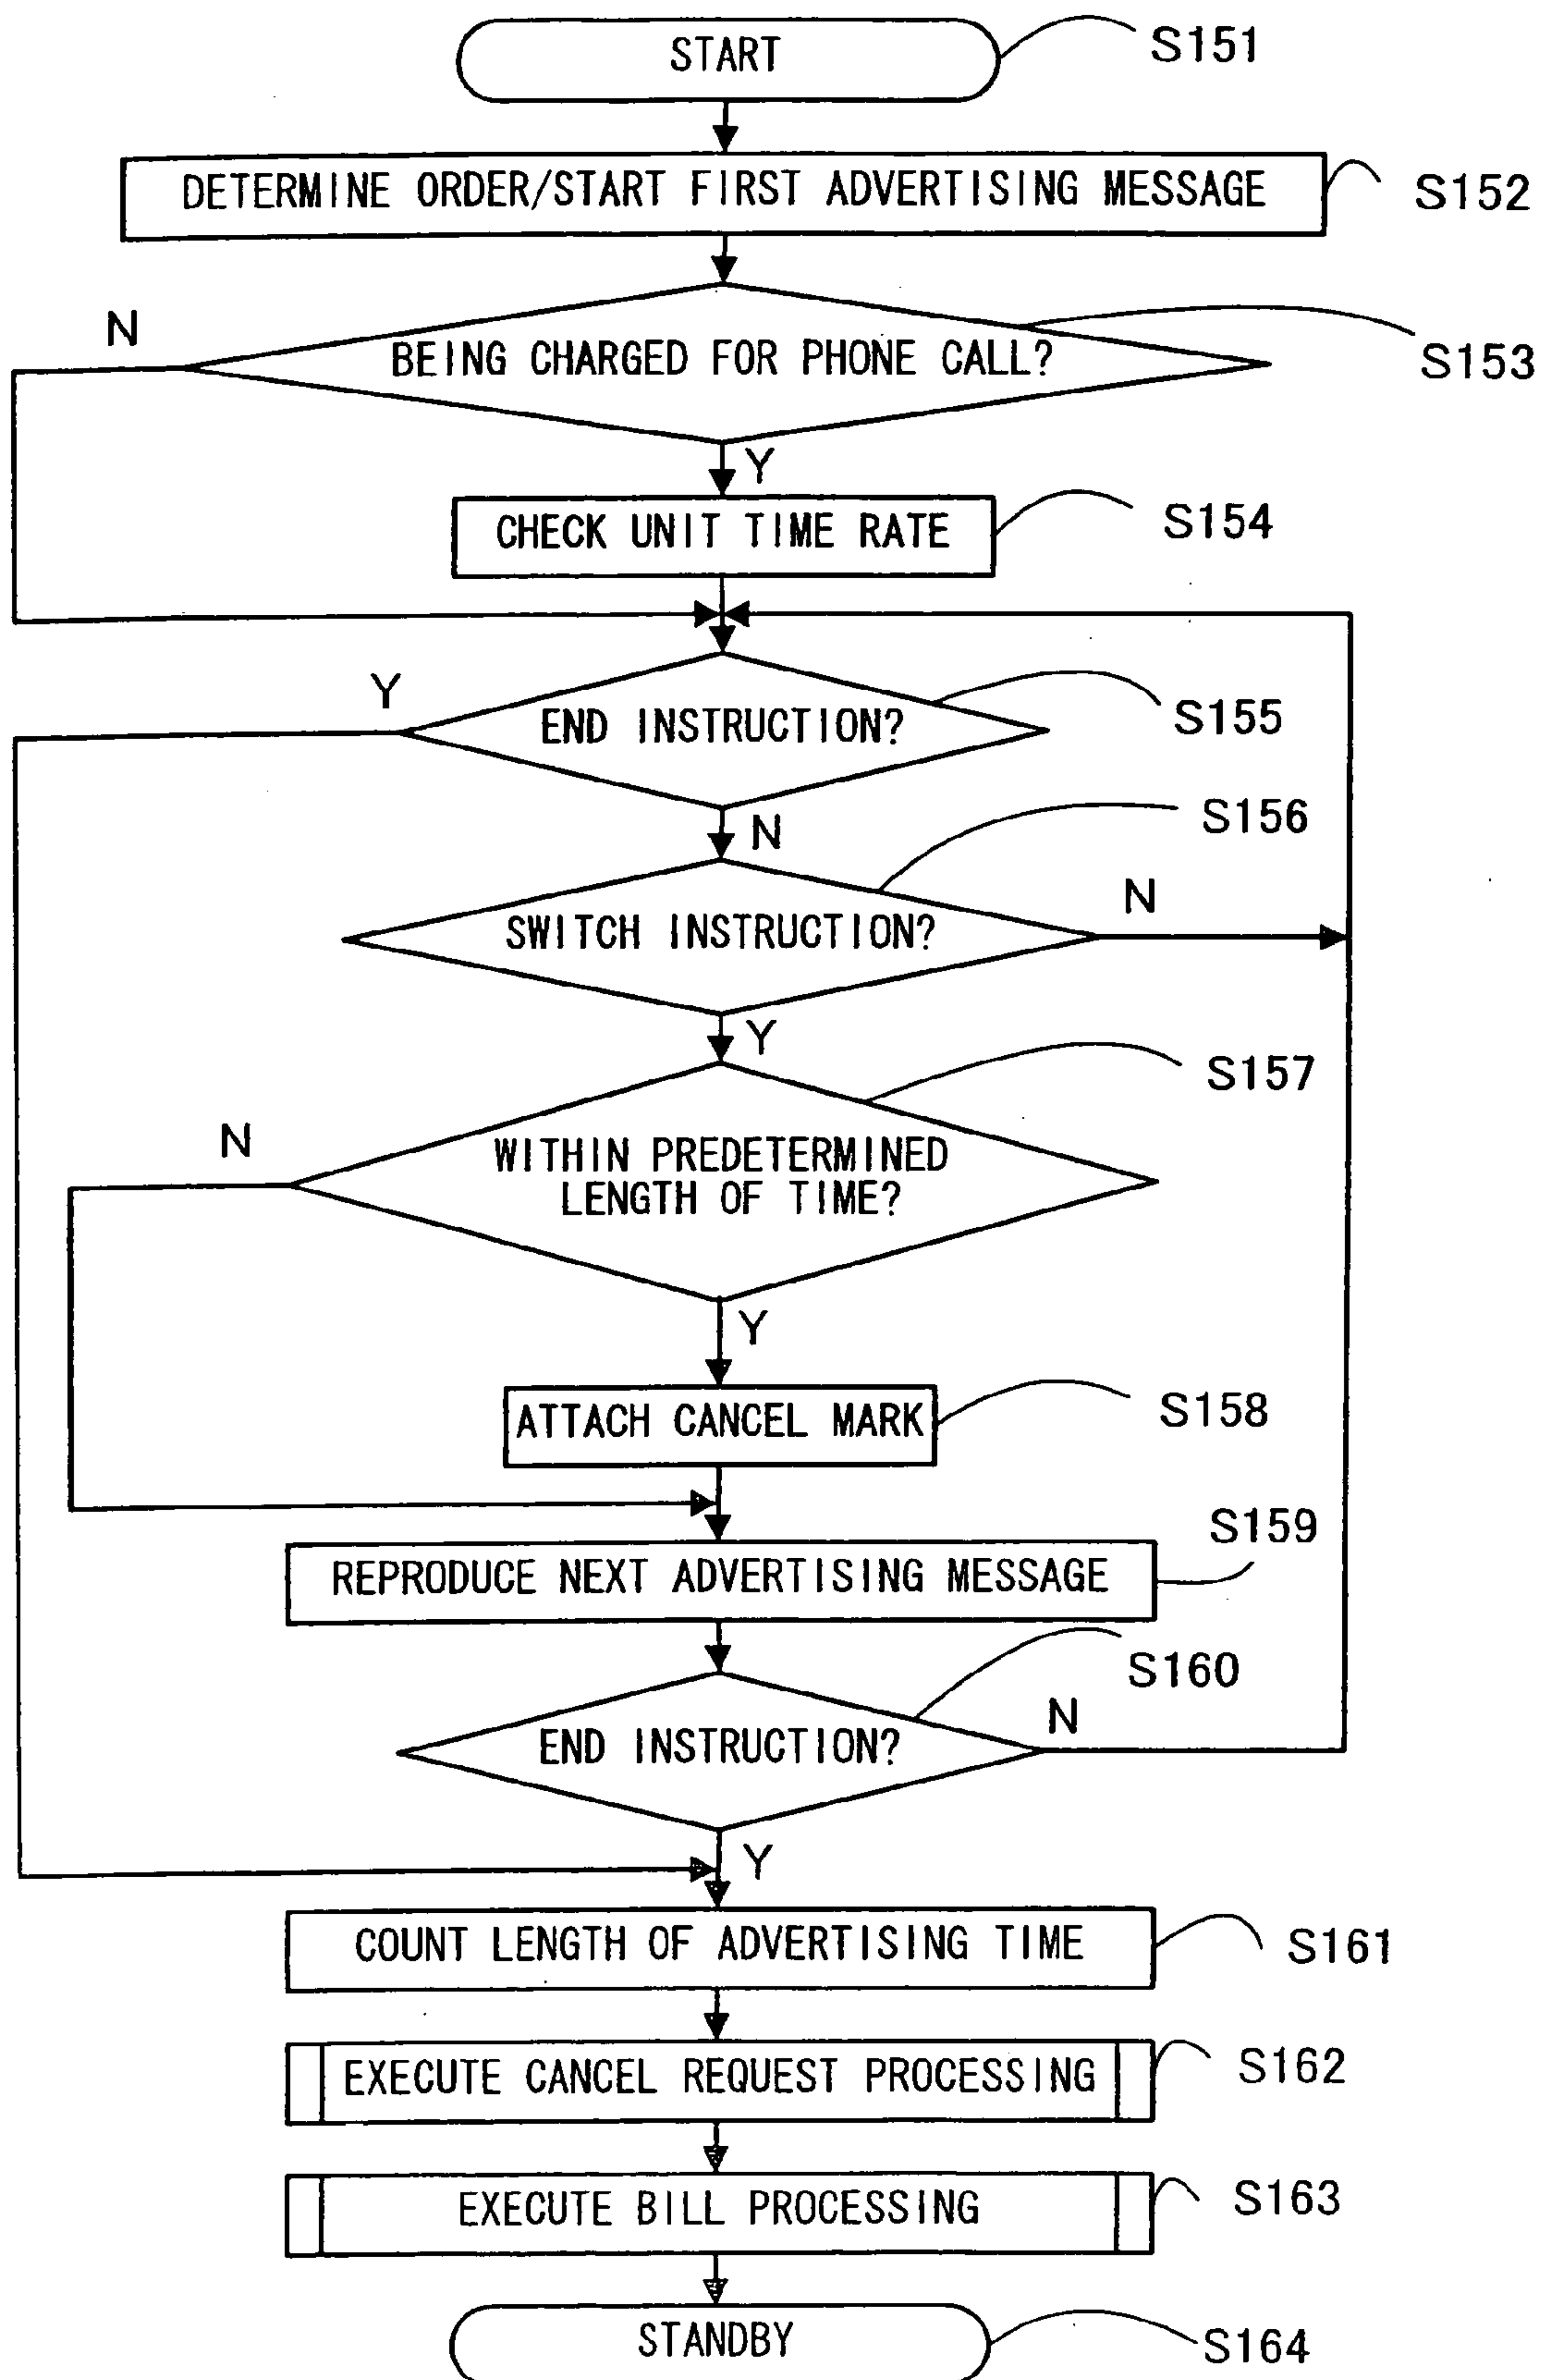 START
S151
DETERMINE ORDER/START FIRST ADVERTISING MESSAGE
S152
N
BEING CHARGED FOR PHONE CALL?
S153
Y
CHECK UNIT TIME RATE
S154
Y
END INSTRUCTION?
S155
N
S156
SWITCH INSTRUCTION?
N
Y
S157
N
WITHIN PREDETERMINED
LENGTH OF TIME?
Y
ATTACH CANCEL MARK
S158
S159
REPRODUCE NEXT ADVERTISING MESSAGE
S160
END INSTRUCTION?
N
Y
COUNT LENGTH OF ADVERTISING TIME
S161
EXECUTE CANCEL REQUEST PROCESSING
S162
EXECUTE BILL PROCESSING
S163
STANDBY
S164